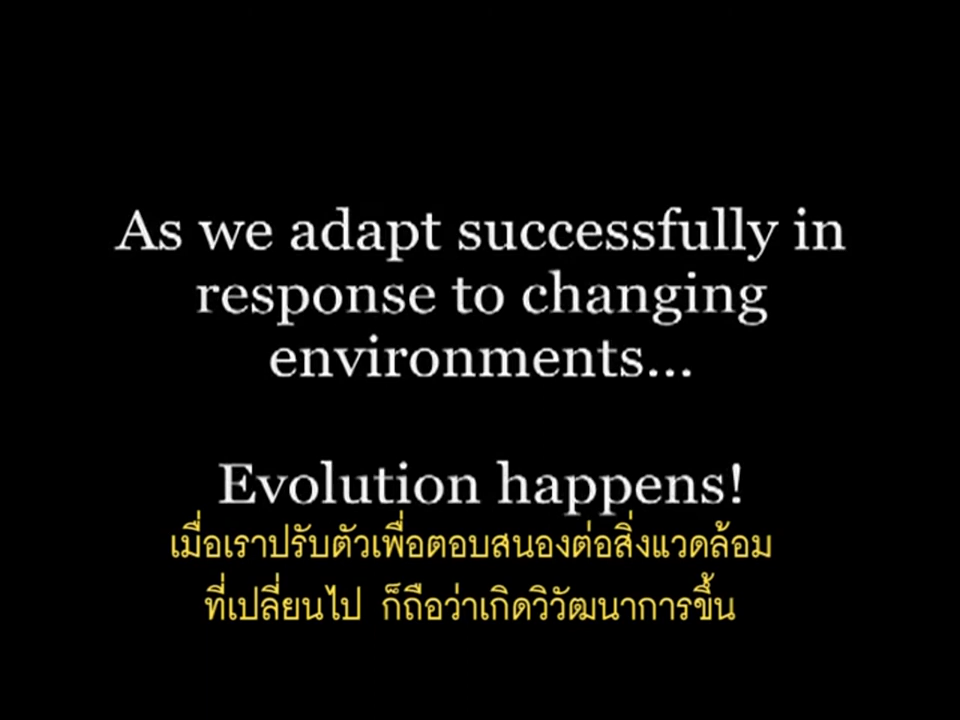 As we adapt successfully in
response to changing
environments...
Evolution happens!
เมื่อเราปรับตัวเพื่อตอบสนองต่อสิ่งแวดล้อม
ที่เปลี่ยนไป ก็ถือว่าเกิดวิวัฒนาการขึ้น